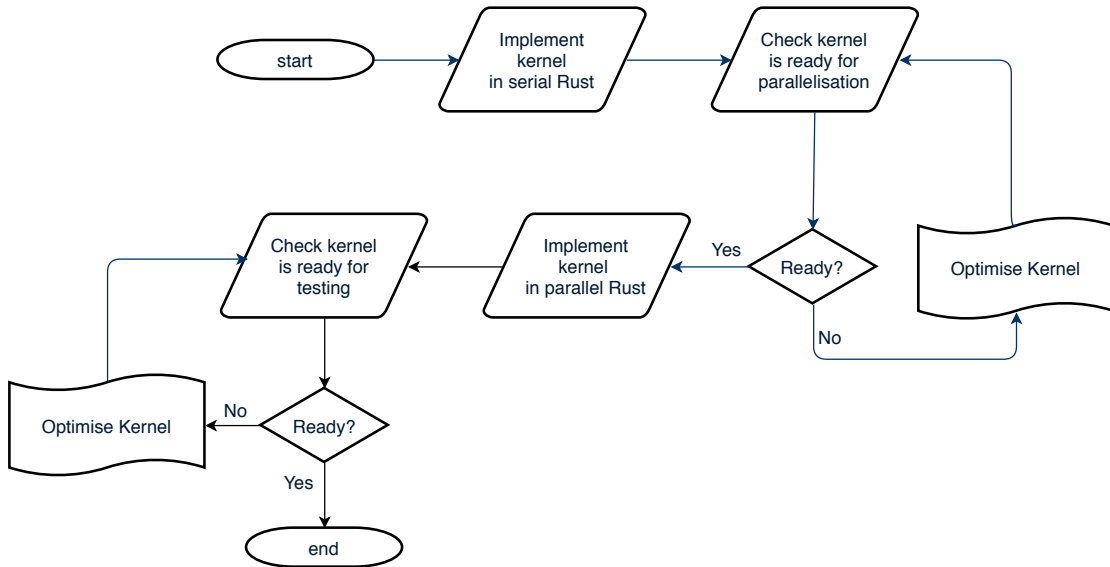 start
Implement
kernel
in serial Rust
Check kernel
is ready for
parallelisation
Check kernel
is ready for
testing
Implement
kernel
in parallel Rust
Yes
Ready?
Optimise Kernel
No
Optimise Kernel
No
Ready?
Yes
end